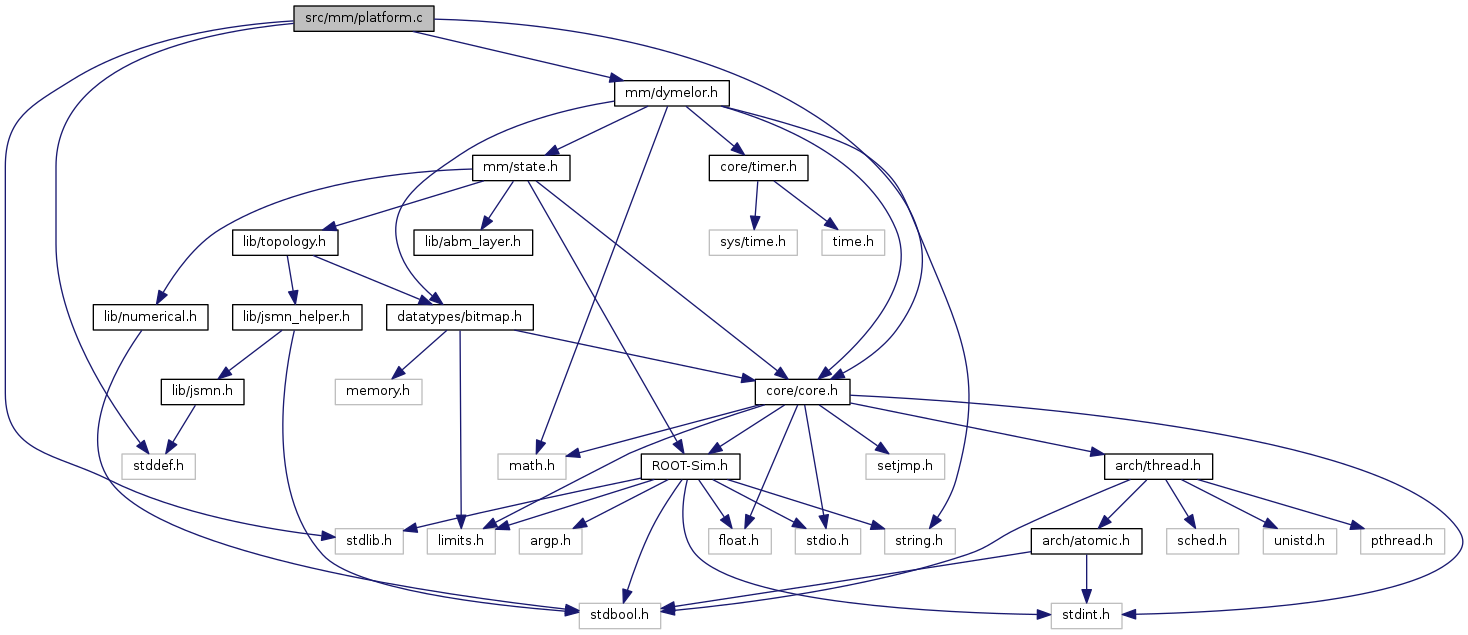 src/mm/platform.c
mm/dymelor.h
mm/state.h
core/timer.h
lib/topology.h
lib/abm_layer.h
sys/time.h
time.h
lib/numerical.h
lib/jsmn_helper.h
datatypes/bitmap.h
lib/jsmn.h
memory.h
core/core.h
stddef.h
math.h
ROOT-Sim.h
setjmp.h
arch/thread.h
stdlib.h
limits.h
argp.h
float.h
stdio.h
string.h
arch/atomic.h
sched.h
unistd.h
pthread.h
stdbool.h
stdint.h